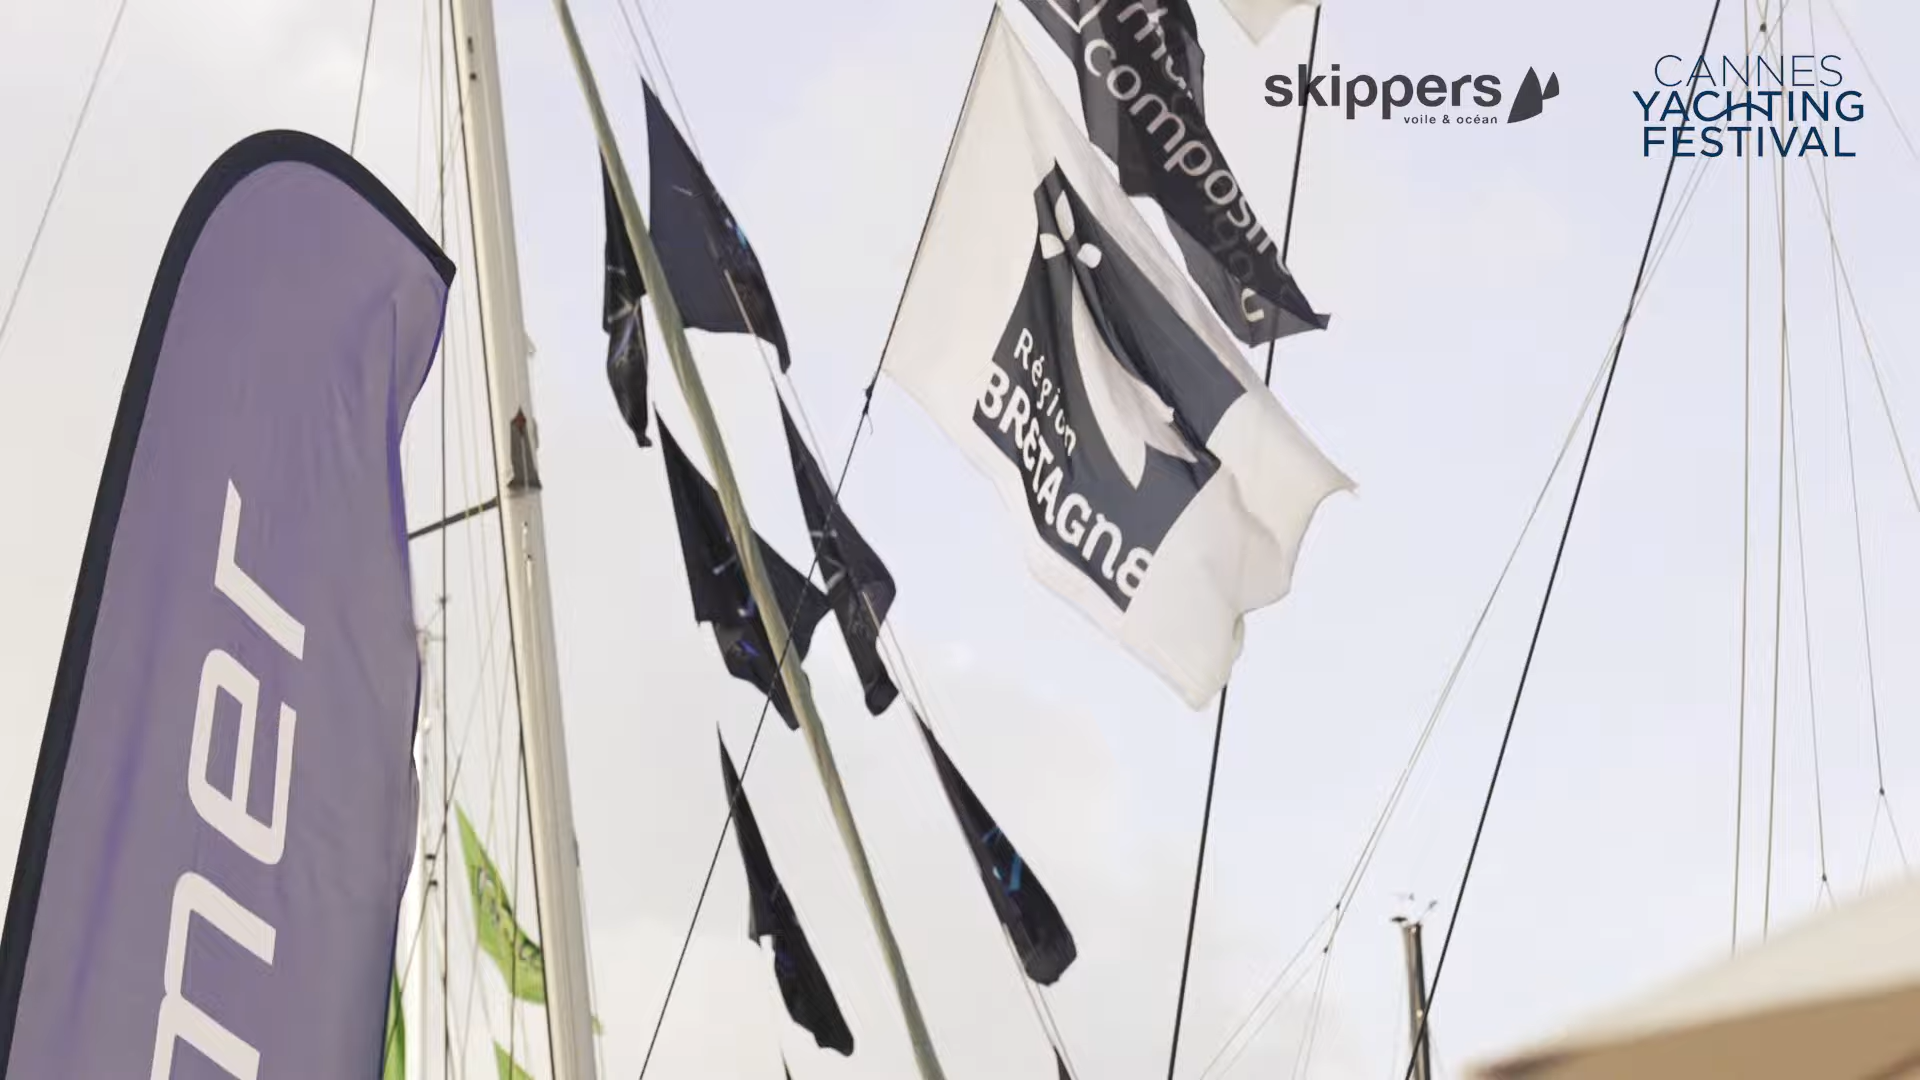 skippers
voile & océan
CANNES
YACHTING
FESTIVAL
composit
Région
BRETAGNE
mer